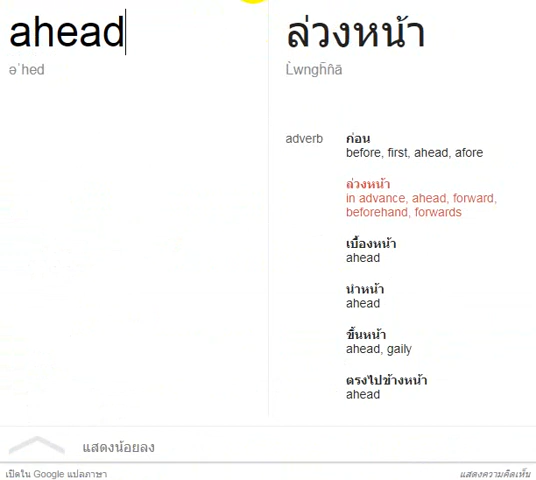 ahead
əˈhed
ล่วงหน้า
L̀wngh̄n̂ā
adverb
ก่อน
before, first, ahead, afore
ล่วงหน้า
in advance, ahead, forward,
beforehand, forwards
เบื้องหน้า
ahead
นำหน้า
ahead
ขึ้นหน้า
ahead, gaily
ตรงไปข้างหน้า
ahead
แสดงน้อยลง
เปิดใน Google แปลภาษา
แสดงความคิดเห็น